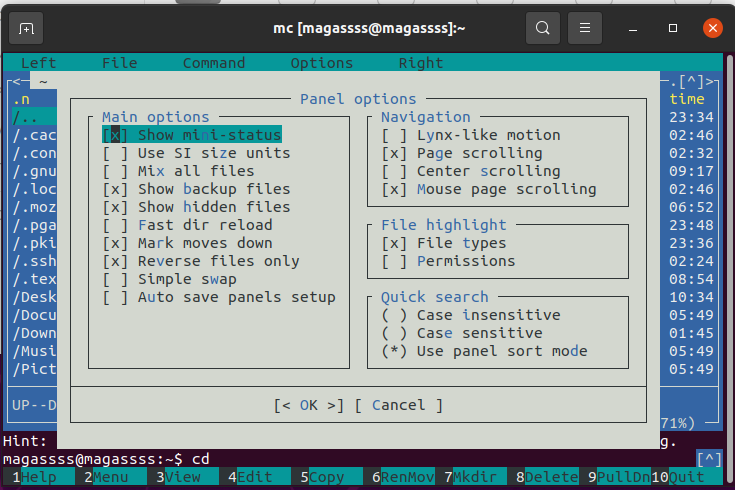 mc [magassss@magassss]:~
Left File Command Options Right
<─ ~ .[^]>
.n time
/.. 23:34
/.cac 02:46
/.con 02:32
/.gnu 09:17
/.loc 02:46
/.moz 06:52
/.pga 23:48
/.pki 23:36
/.ssh 02:24
/.tex 08:54
/Desk 10:34
/Docu 05:49
/Down 01:45
/Musi 05:49
/Pict 05:49
UP--D
71%)
Panel options
Main options
[x] Show mini-status
[ ] Use SI size units
[ ] Mix all files
[x] Show backup files
[x] Show hidden files
[ ] Fast dir reload
[x] Mark moves down
[x] Reverse files only
[ ] Simple swap
[ ] Auto save panels setup
Navigation
[ ] Lynx-like motion
[x] Page scrolling
[ ] Center scrolling
[x] Mouse page scrolling
File highlight
[x] File types
[ ] Permissions
Quick search
( ) Case insensitive
( ) Case sensitive
(*) Use panel sort mode
[< OK >] [ Cancel ]
Hint: g.
magassss@magassss:~$ cd [^]
1Help 2Menu 3View 4Edit 5Copy 6RenMov 7Mkdir 8Delete 9PullDn 10Quit